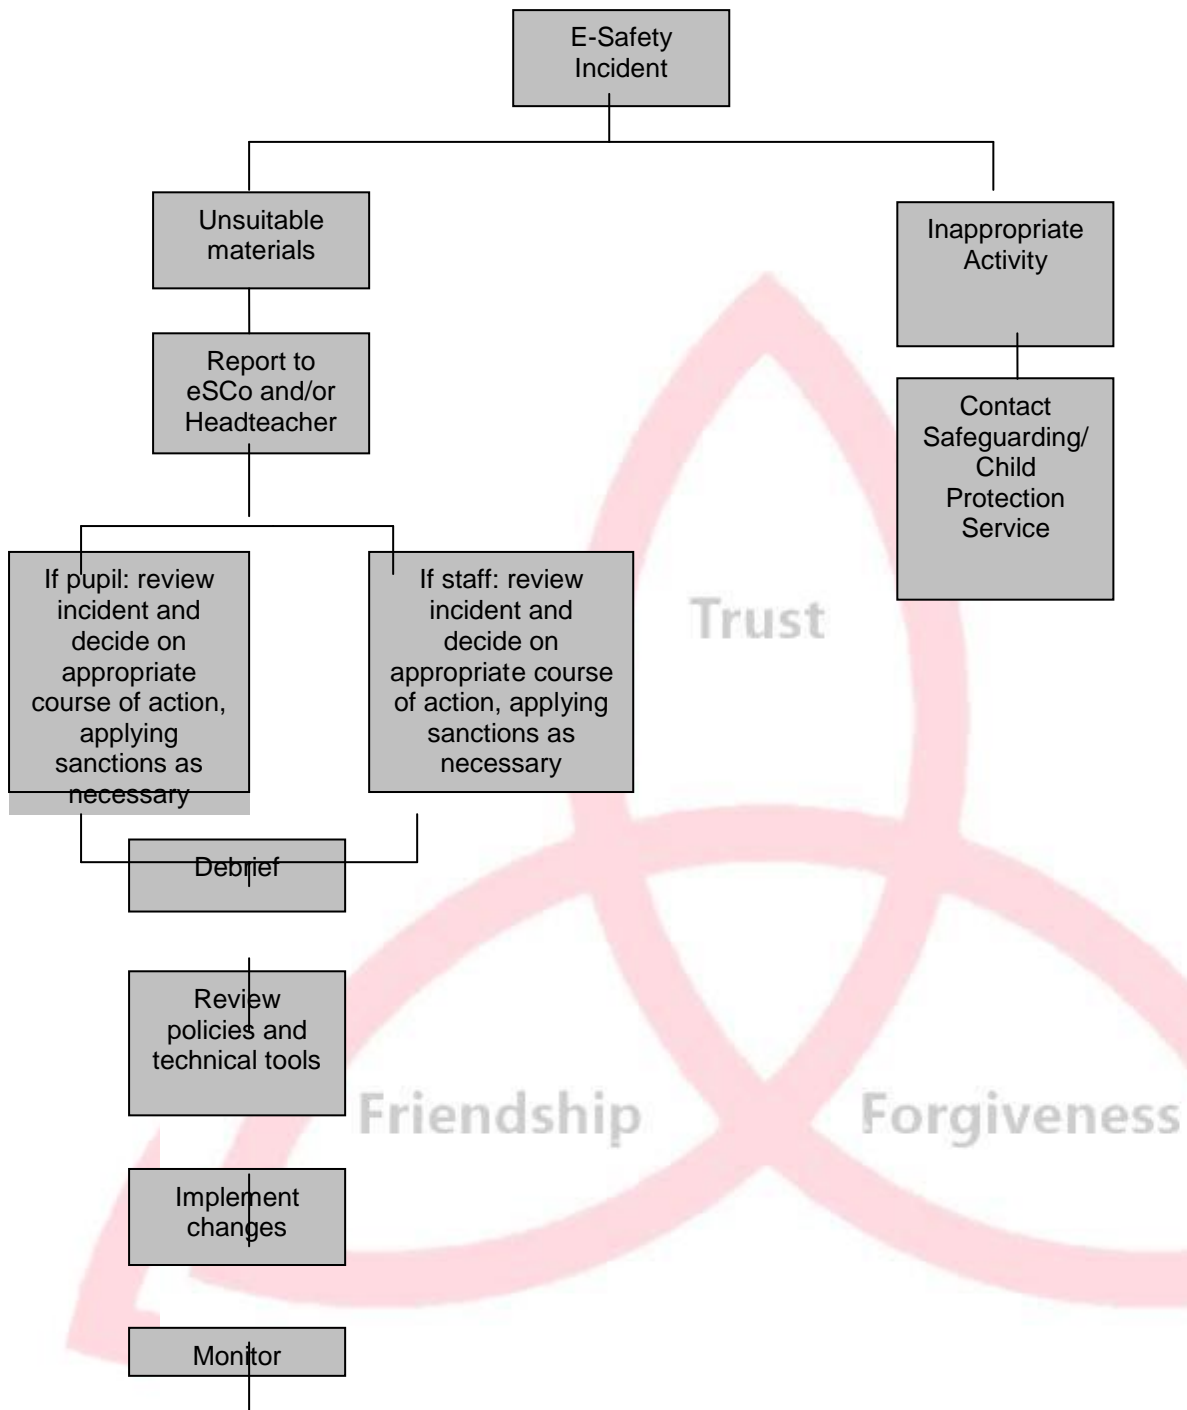 E-Safety
Incident
Unsuitable
materials
Inappropriate
Activity
Report to
eSCo and/or
Headteacher
Contact
Safeguarding/
Child
Protection
Service
If pupil: review
incident and
decide on
appropriate
course of action,
applying
sanctions as
necessary
If staff: review
incident and
decide on
appropriate course
of action, applying
sanctions as
necessary
Trust
Debrief
Review
policies and
technical tools
Friendship
Forgiveness
Implement
changes
Monitor